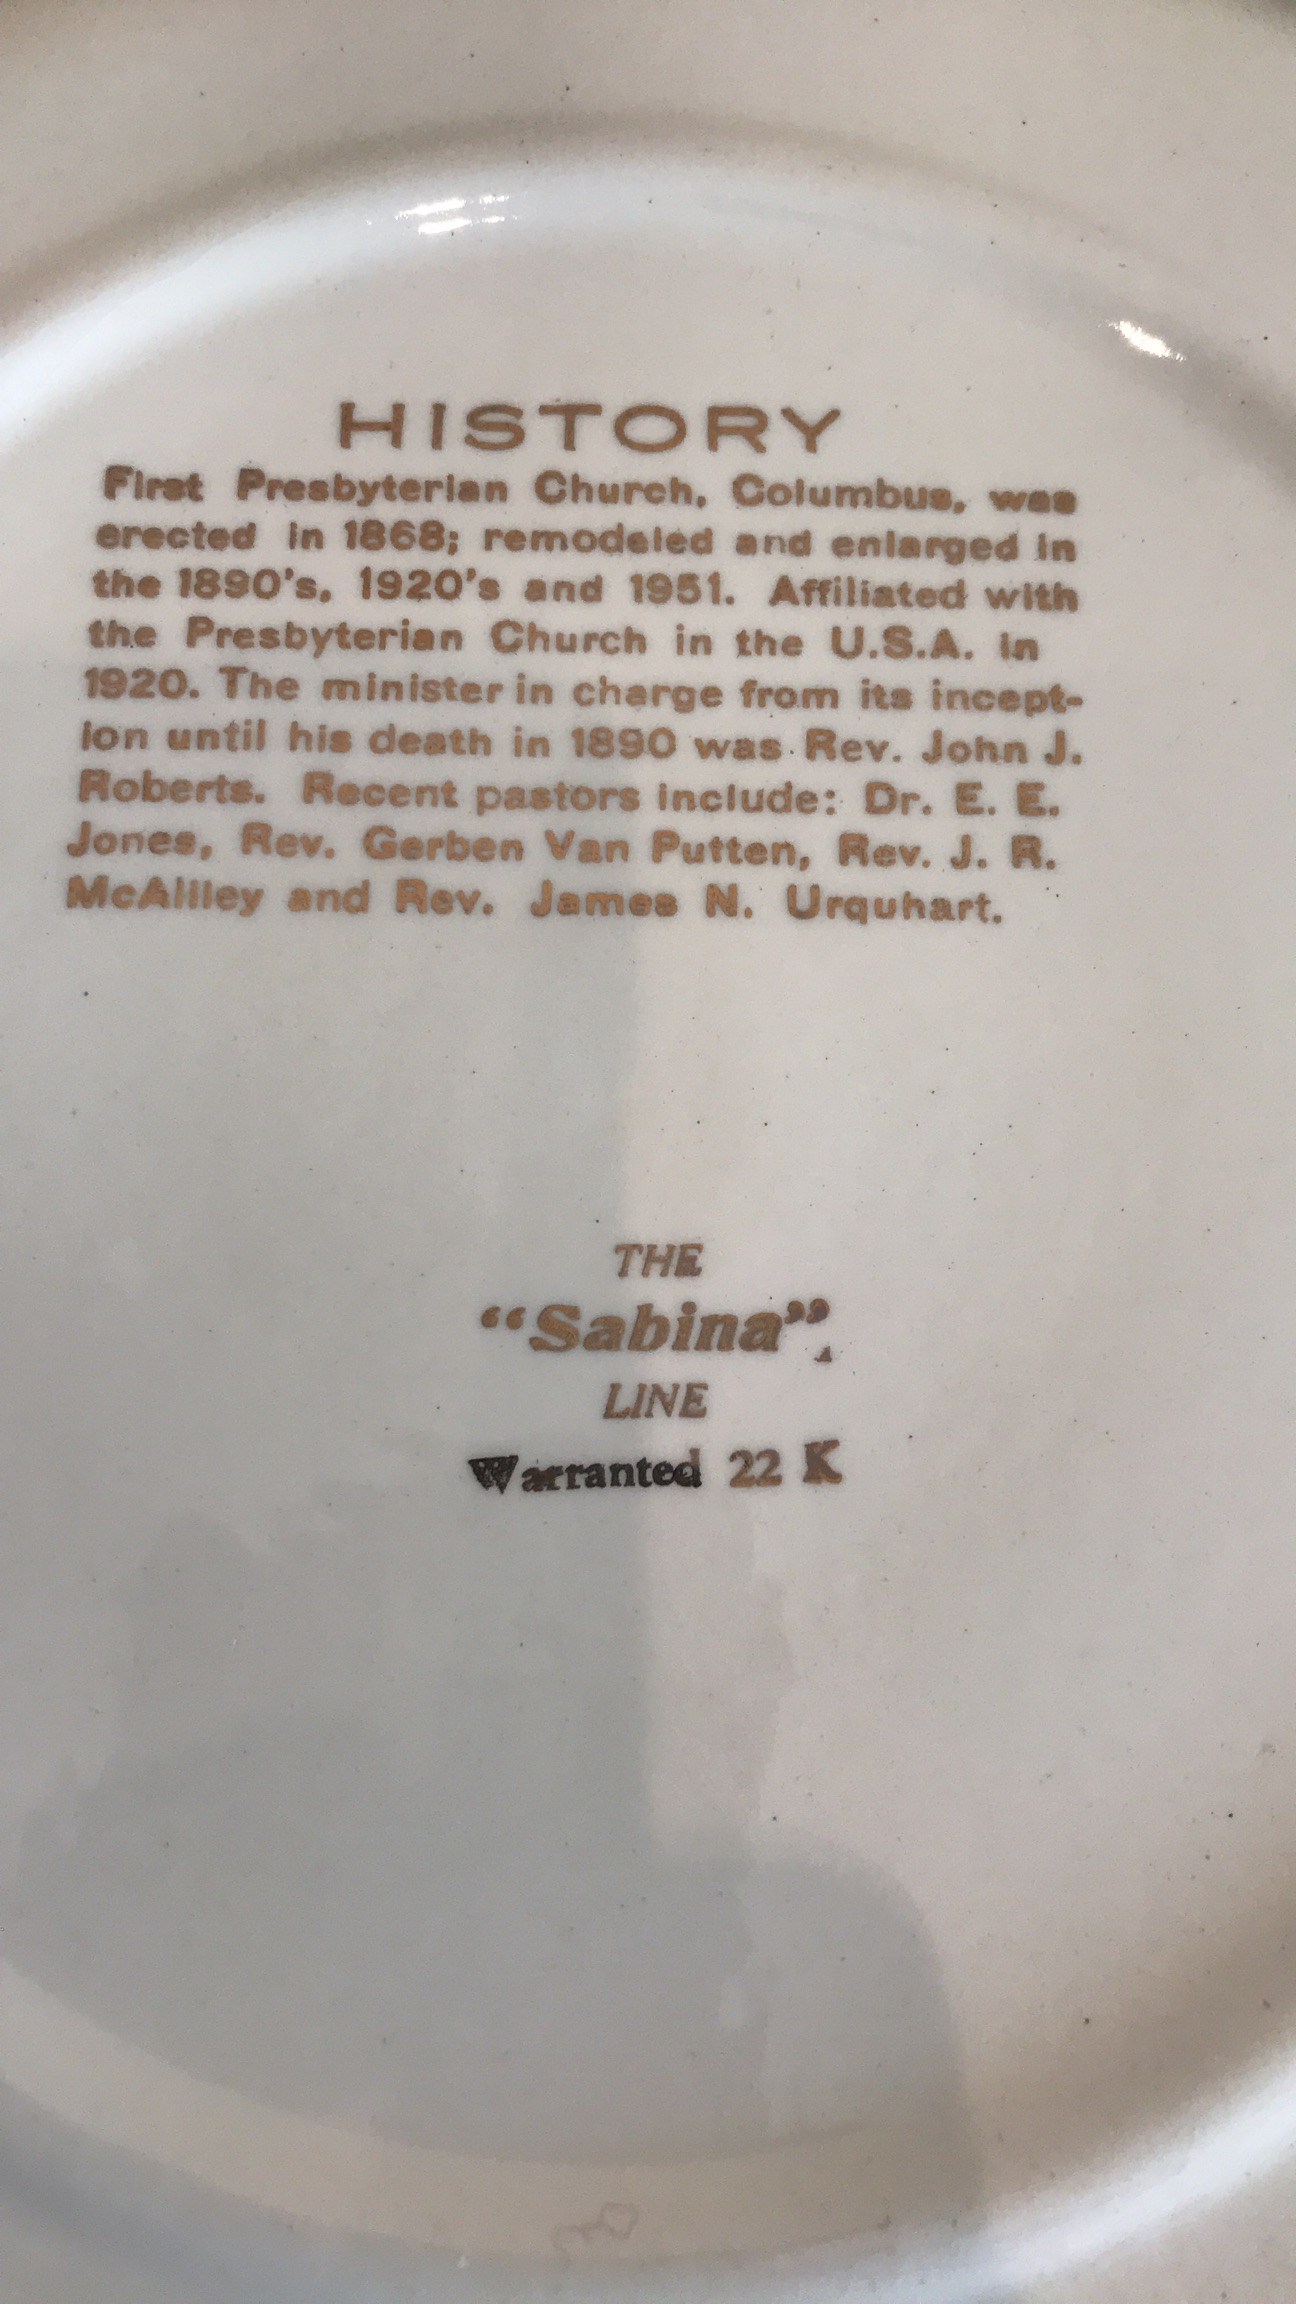 HISTORY
First Presbyterian Church, Columbus, was
erected in 1868; remodeled and enlarged in
the 1890's, 1920's and 1951. Affiliated with
the Presbyterian Church in the U.S.A. in
1920. The minister in charge from its incept-
ion until his death in 1890 was Rev. John J.
Roberts. Recent pastors include: Dr. E. E.
Jones, Rev. Gerben Van Putten, Rev. J. R.
McAlliley and Rev. James N. Urquhart.
THE
“Sabina”
LINE
Warranted 22 K